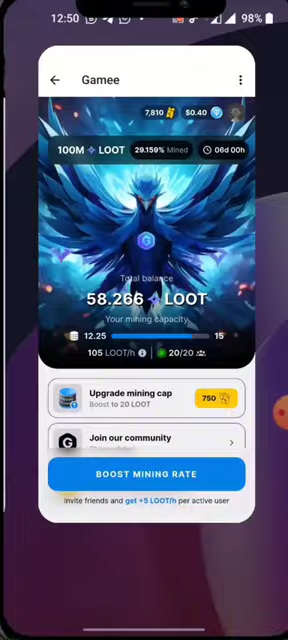 12:50
98%
Gamee
7,810
$0.40
100M LOOT 29.159% Mined 06d 00h
Total balance
58.266 LOOT
Your mining capacity
12.25 15
105 LOOT/h 20/20
Upgrade mining cap
Boost to 20 LOOT
750
Join our community
BOOST MINING RATE
Invite friends and get +5 LOOT/h per active user